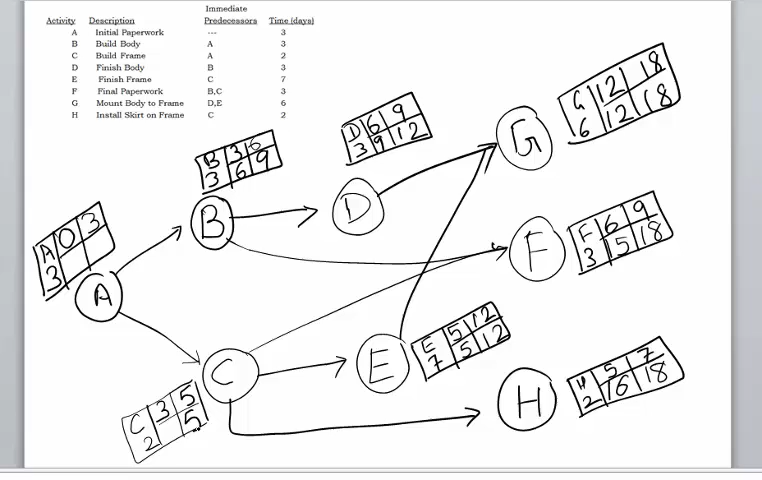 Immediate
Activity Description Predecessors Time (days)
A Initial Paperwork --- 3
B Build Body A 3
C Build Frame A 2
D Finish Body B 3
E Finish Frame C 7
F Final Paperwork B,C 3
G Mount Body to Frame D,E 6
H Install Skirt on Frame C 2
G 12 18
6 12 18
G
D 6 9
3 9 12
D
B 3 6
3 6 9
B
A 0 3
3
A
F
F 6 9
3 15 18
C
C 3 5
2 5
E
E 5 12
7 5 12
H
H 5 7
2 16 18